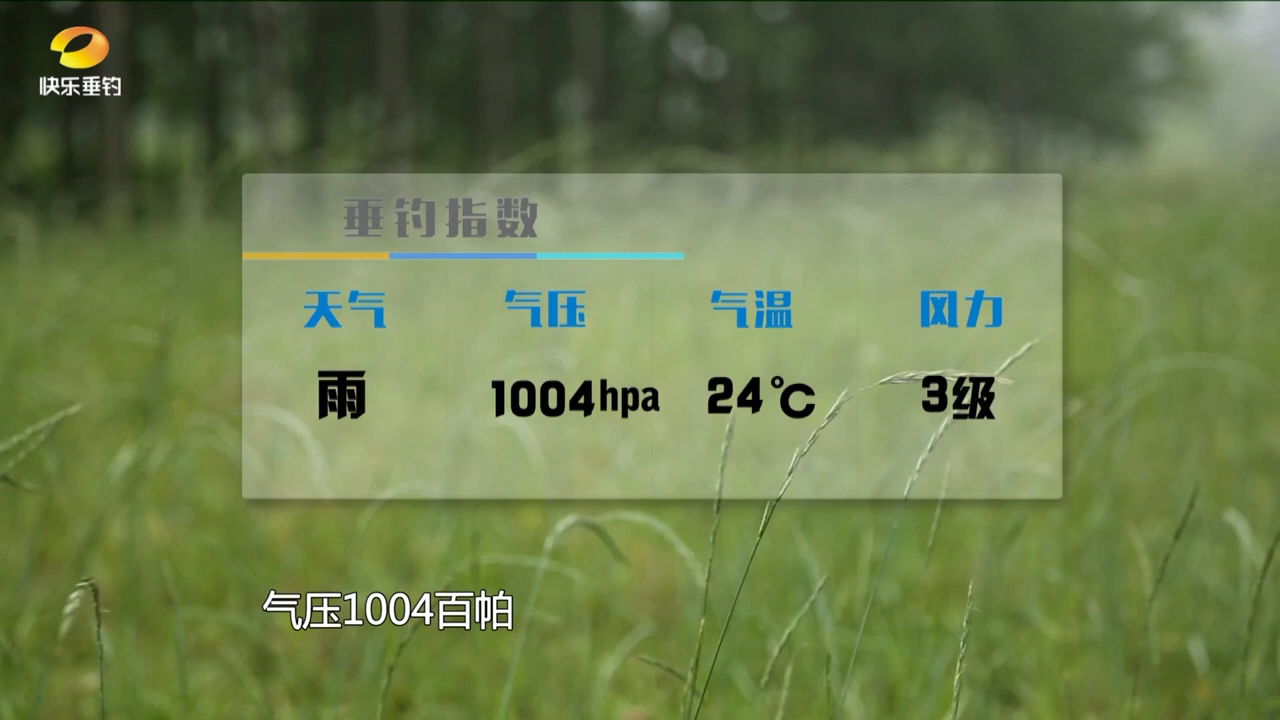 快乐垂钓
垂钓指数
天气 气压 气温 风力
雨 1004hpa 24℃ 3级
气压1004百帕